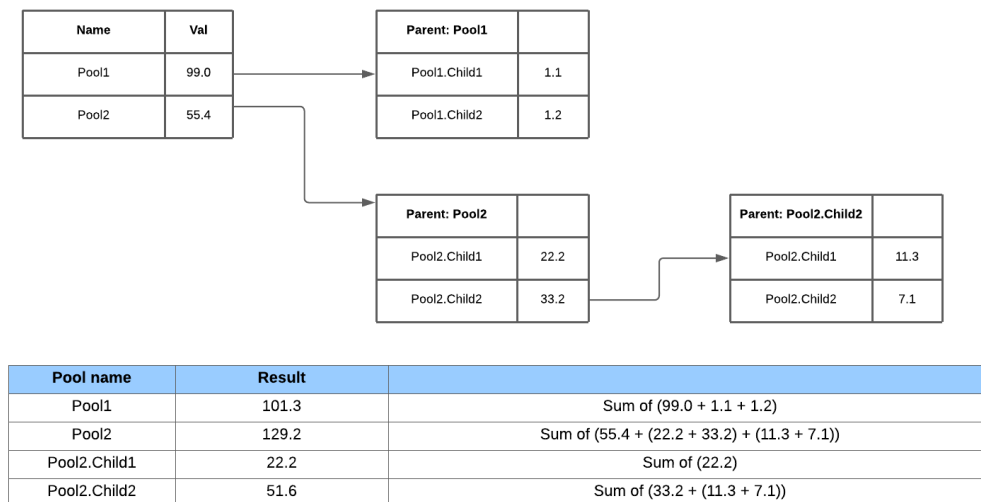 Name Val
Pool1 99.0
Pool2 55.4
Parent: Pool1
Pool1.Child1 1.1
Pool1.Child2 1.2
Parent: Pool2
Pool2.Child1 22.2
Pool2.Child2 33.2
Parent: Pool2.Child2
Pool2.Child1 11.3
Pool2.Child2 7.1
Pool name Result
Pool1 101.3 Sum of (99.0 + 1.1 + 1.2)
Pool2 129.2 Sum of (55.4 + (22.2 + 33.2) + (11.3 + 7.1))
Pool2.Child1 22.2 Sum of (22.2)
Pool2.Child2 51.6 Sum of (33.2 + (11.3 + 7.1))